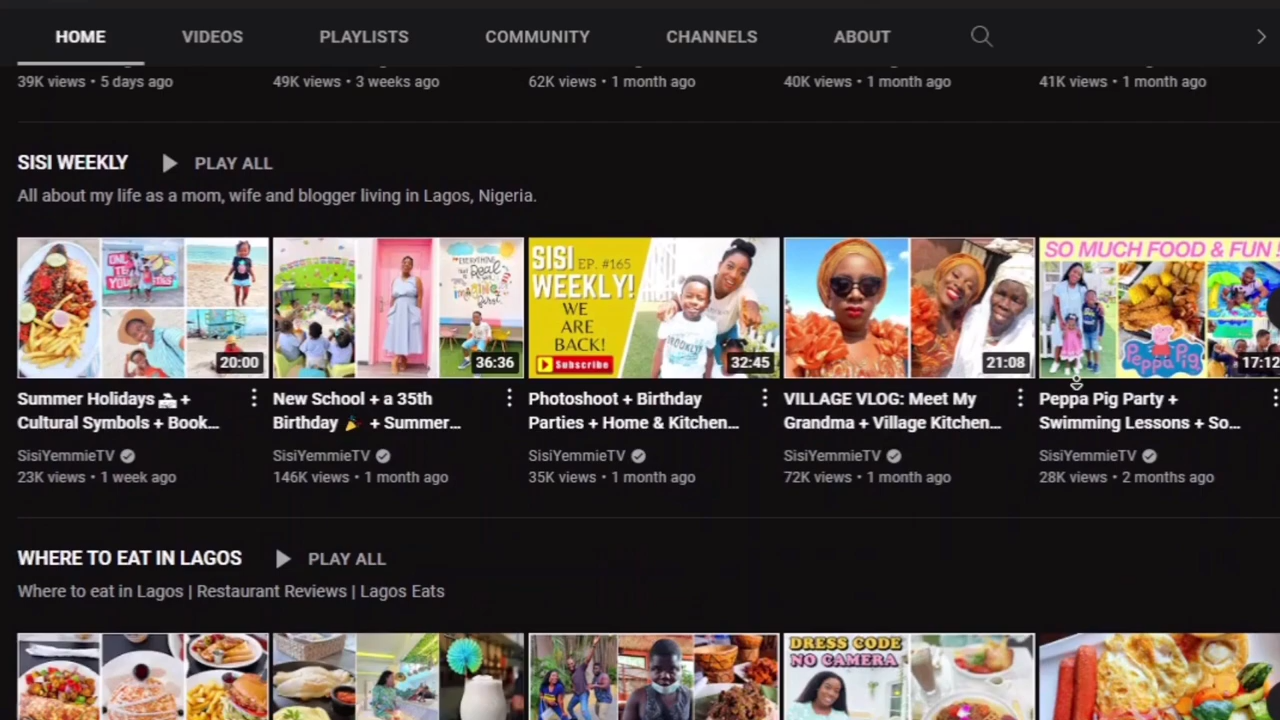 HOME VIDEOS PLAYLISTS COMMUNITY CHANNELS ABOUT
39K views • 5 days ago
49K views • 3 weeks ago
62K views • 1 month ago
40K views • 1 month ago
41K views • 1 month ago
SISI WEEKLY PLAY ALL
All about my life as a mom, wife and blogger living in Lagos, Nigeria.
20:00
Summer Holidays 🛳 +
Cultural Symbols + Book...
SisiYemmieTV
23K views • 1 week ago
36:36
New School + a 35th
Birthday 🎉 + Summer...
SisiYemmieTV
146K views • 1 month ago
SISI EP. #165
WEEKLY!
WE
ARE
BACK!
Subscribe
32:45
Photoshoot + Birthday
Parties + Home & Kitchen...
SisiYemmieTV
35K views • 1 month ago
21:08
VILLAGE VLOG: Meet My
Grandma + Village Kitchen...
SisiYemmieTV
72K views • 1 month ago
SO MUCH FOOD & FUN !
Peppa Pig
17:12
Peppa Pig Party +
Swimming Lessons + So...
SisiYemmieTV
28K views • 2 months ago
WHERE TO EAT IN LAGOS PLAY ALL
Where to eat in Lagos | Restaurant Reviews | Lagos Eats
DRESS CODE
NO CAMERA